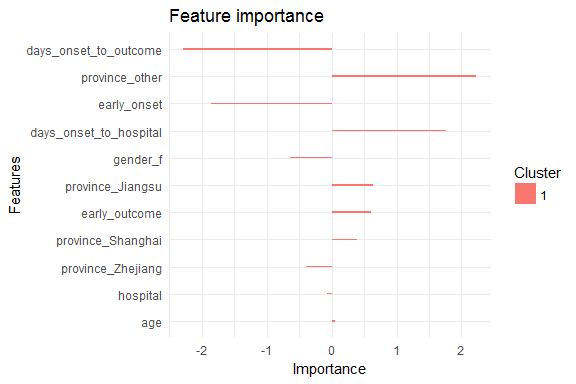 Feature importance
days_onset_to_outcome
province_other
early_onset
days_onset_to_hospital
gender_f
province_Jiangsu
early_outcome
province_Shanghai
province_Zhejiang
hospital
age
Features
-2 -1 0 1 2
Importance
Cluster
1